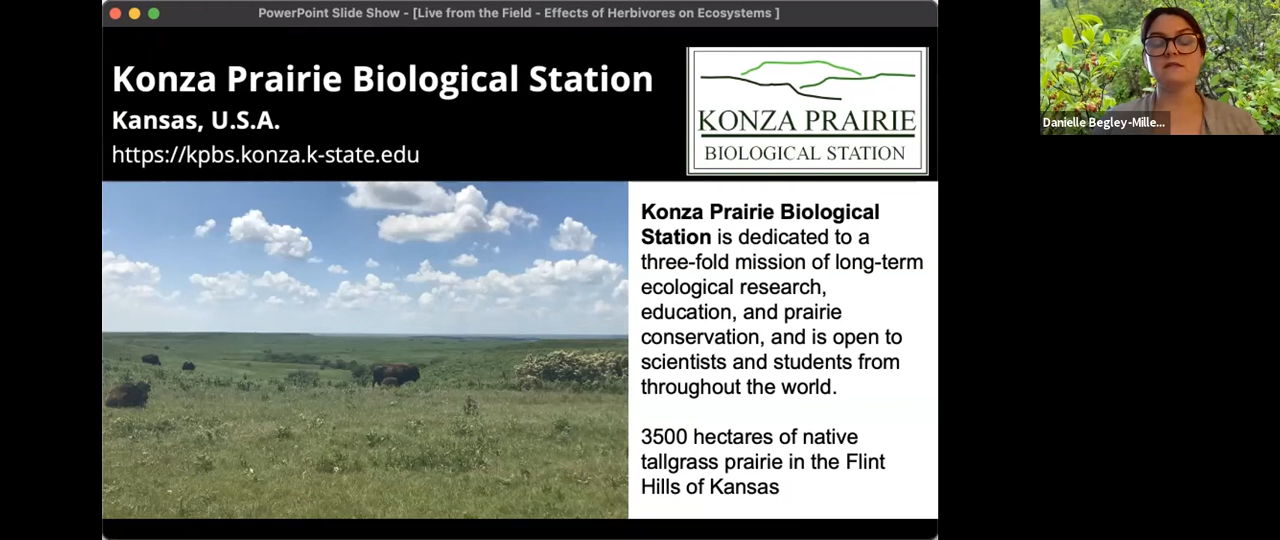 PowerPoint Slide Show - [Live from the Field - Effects of Herbivores on Ecosystems ]
Konza Prairie Biological Station
Kansas, U.S.A.
https://kpbs.konza.k-state.edu
KONZA PRAIRIE
BIOLOGICAL STATION
Danielle Begley-Mille...
Konza Prairie Biological
Station is dedicated to a
three-fold mission of long-term
ecological research,
education, and prairie
conservation, and is open to
scientists and students from
throughout the world.
3500 hectares of native
tallgrass prairie in the Flint
Hills of Kansas